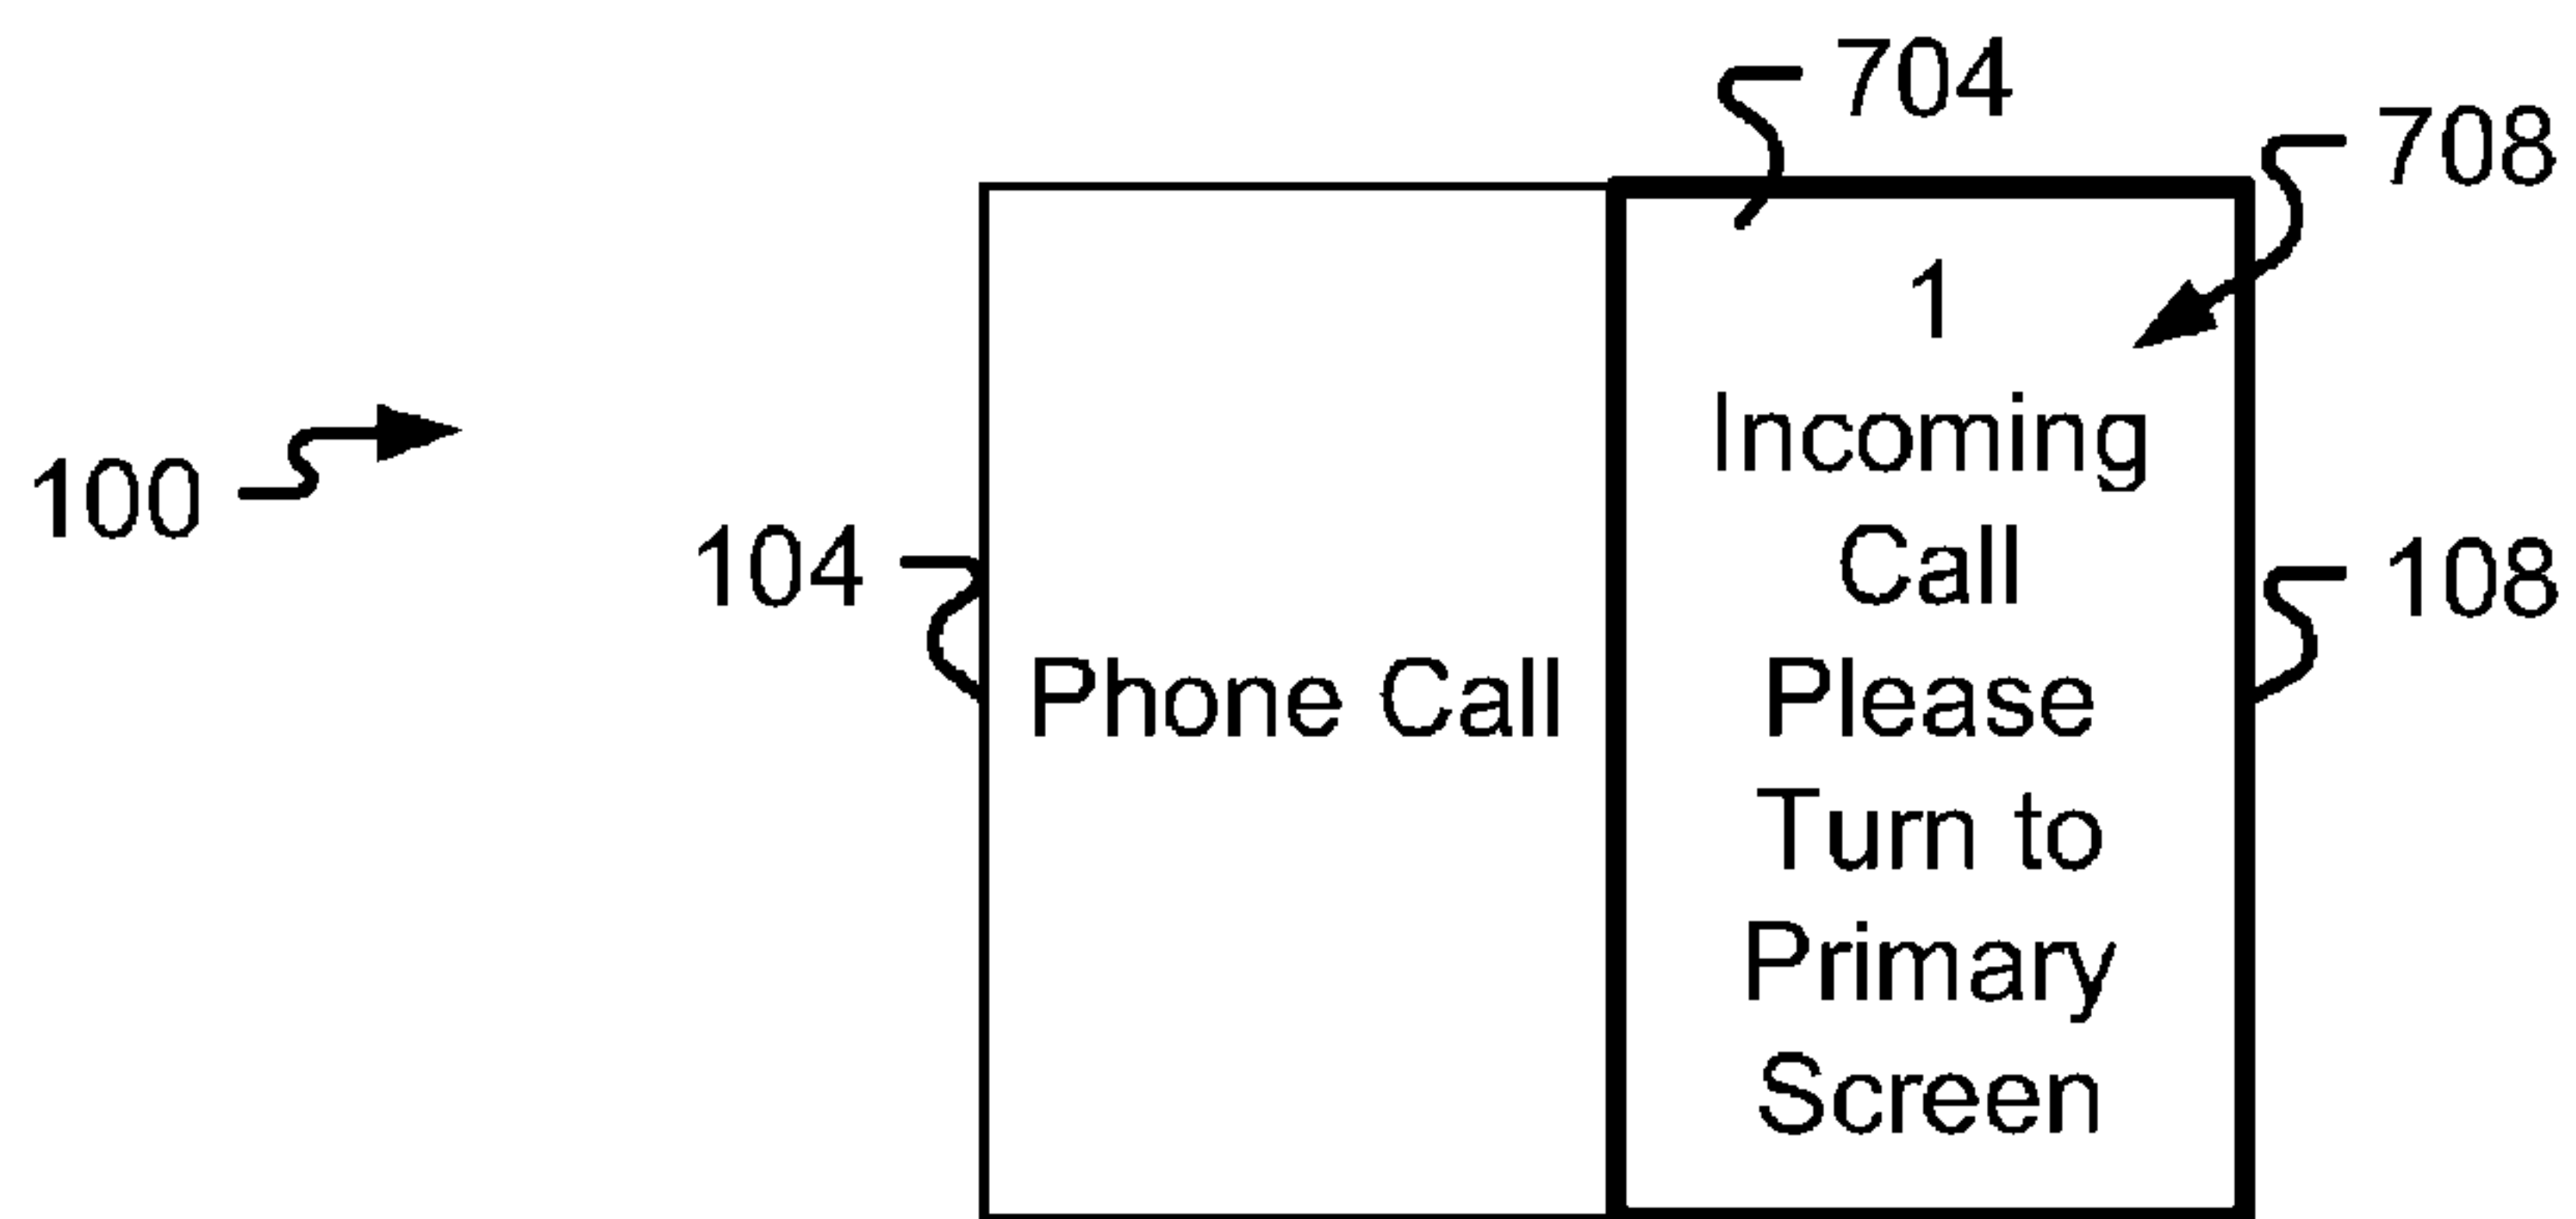 704
708
1
Incoming
100
Call
104
108
Phone Call
Please
Turn to
Primary
Screen